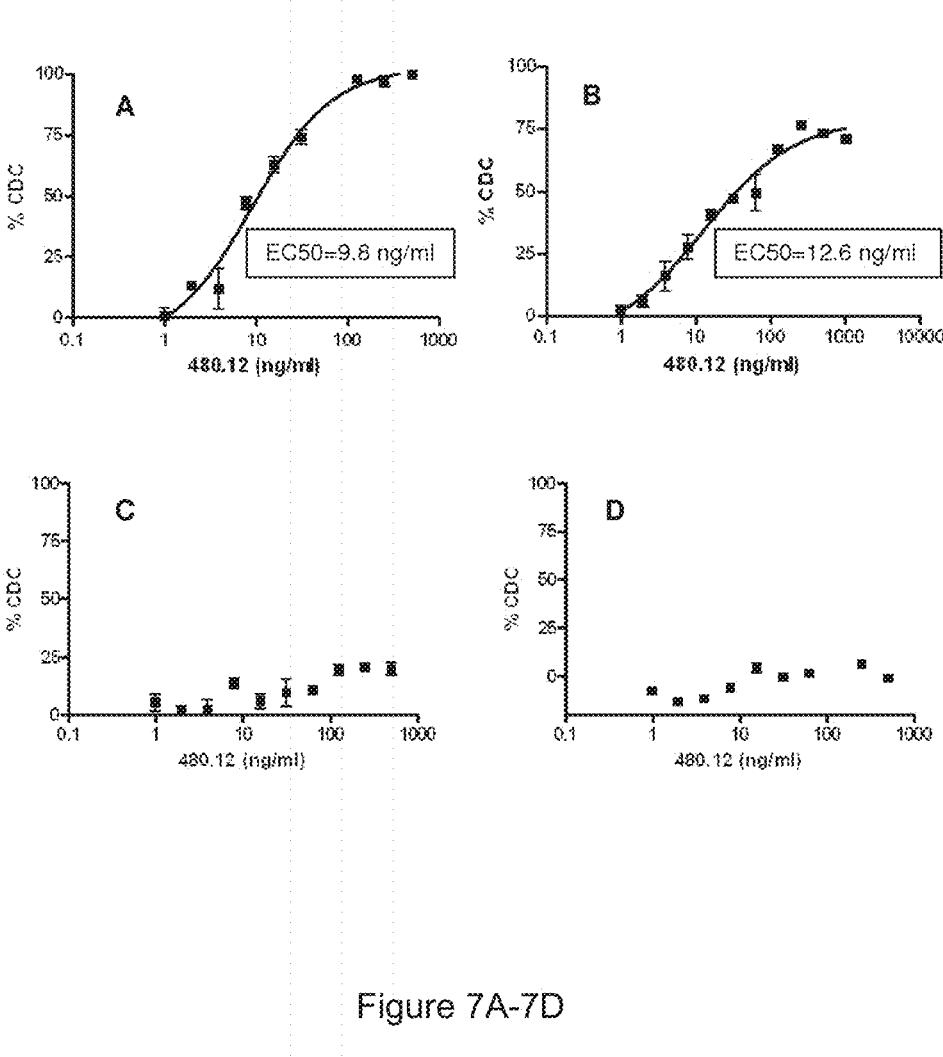 A
% CDC
100
75
50
25
0
EC50=9.8 ng/ml
0.1 1 10 100 1000
480.12 (ng/ml)
B
% CDC
100
75
50
25
0
EC50=12.6 ng/ml
0.1 1 10 100 1000 10000
480.12 (ng/ml)
C
% CDC
100
75
50
25
0
0.1 1 10 100 1000
480.12 (ng/ml)
D
% CDC
100
75
50
25
0
0.1 1 10 100 1000
480.12 (ng/ml)
Figure 7A-7D